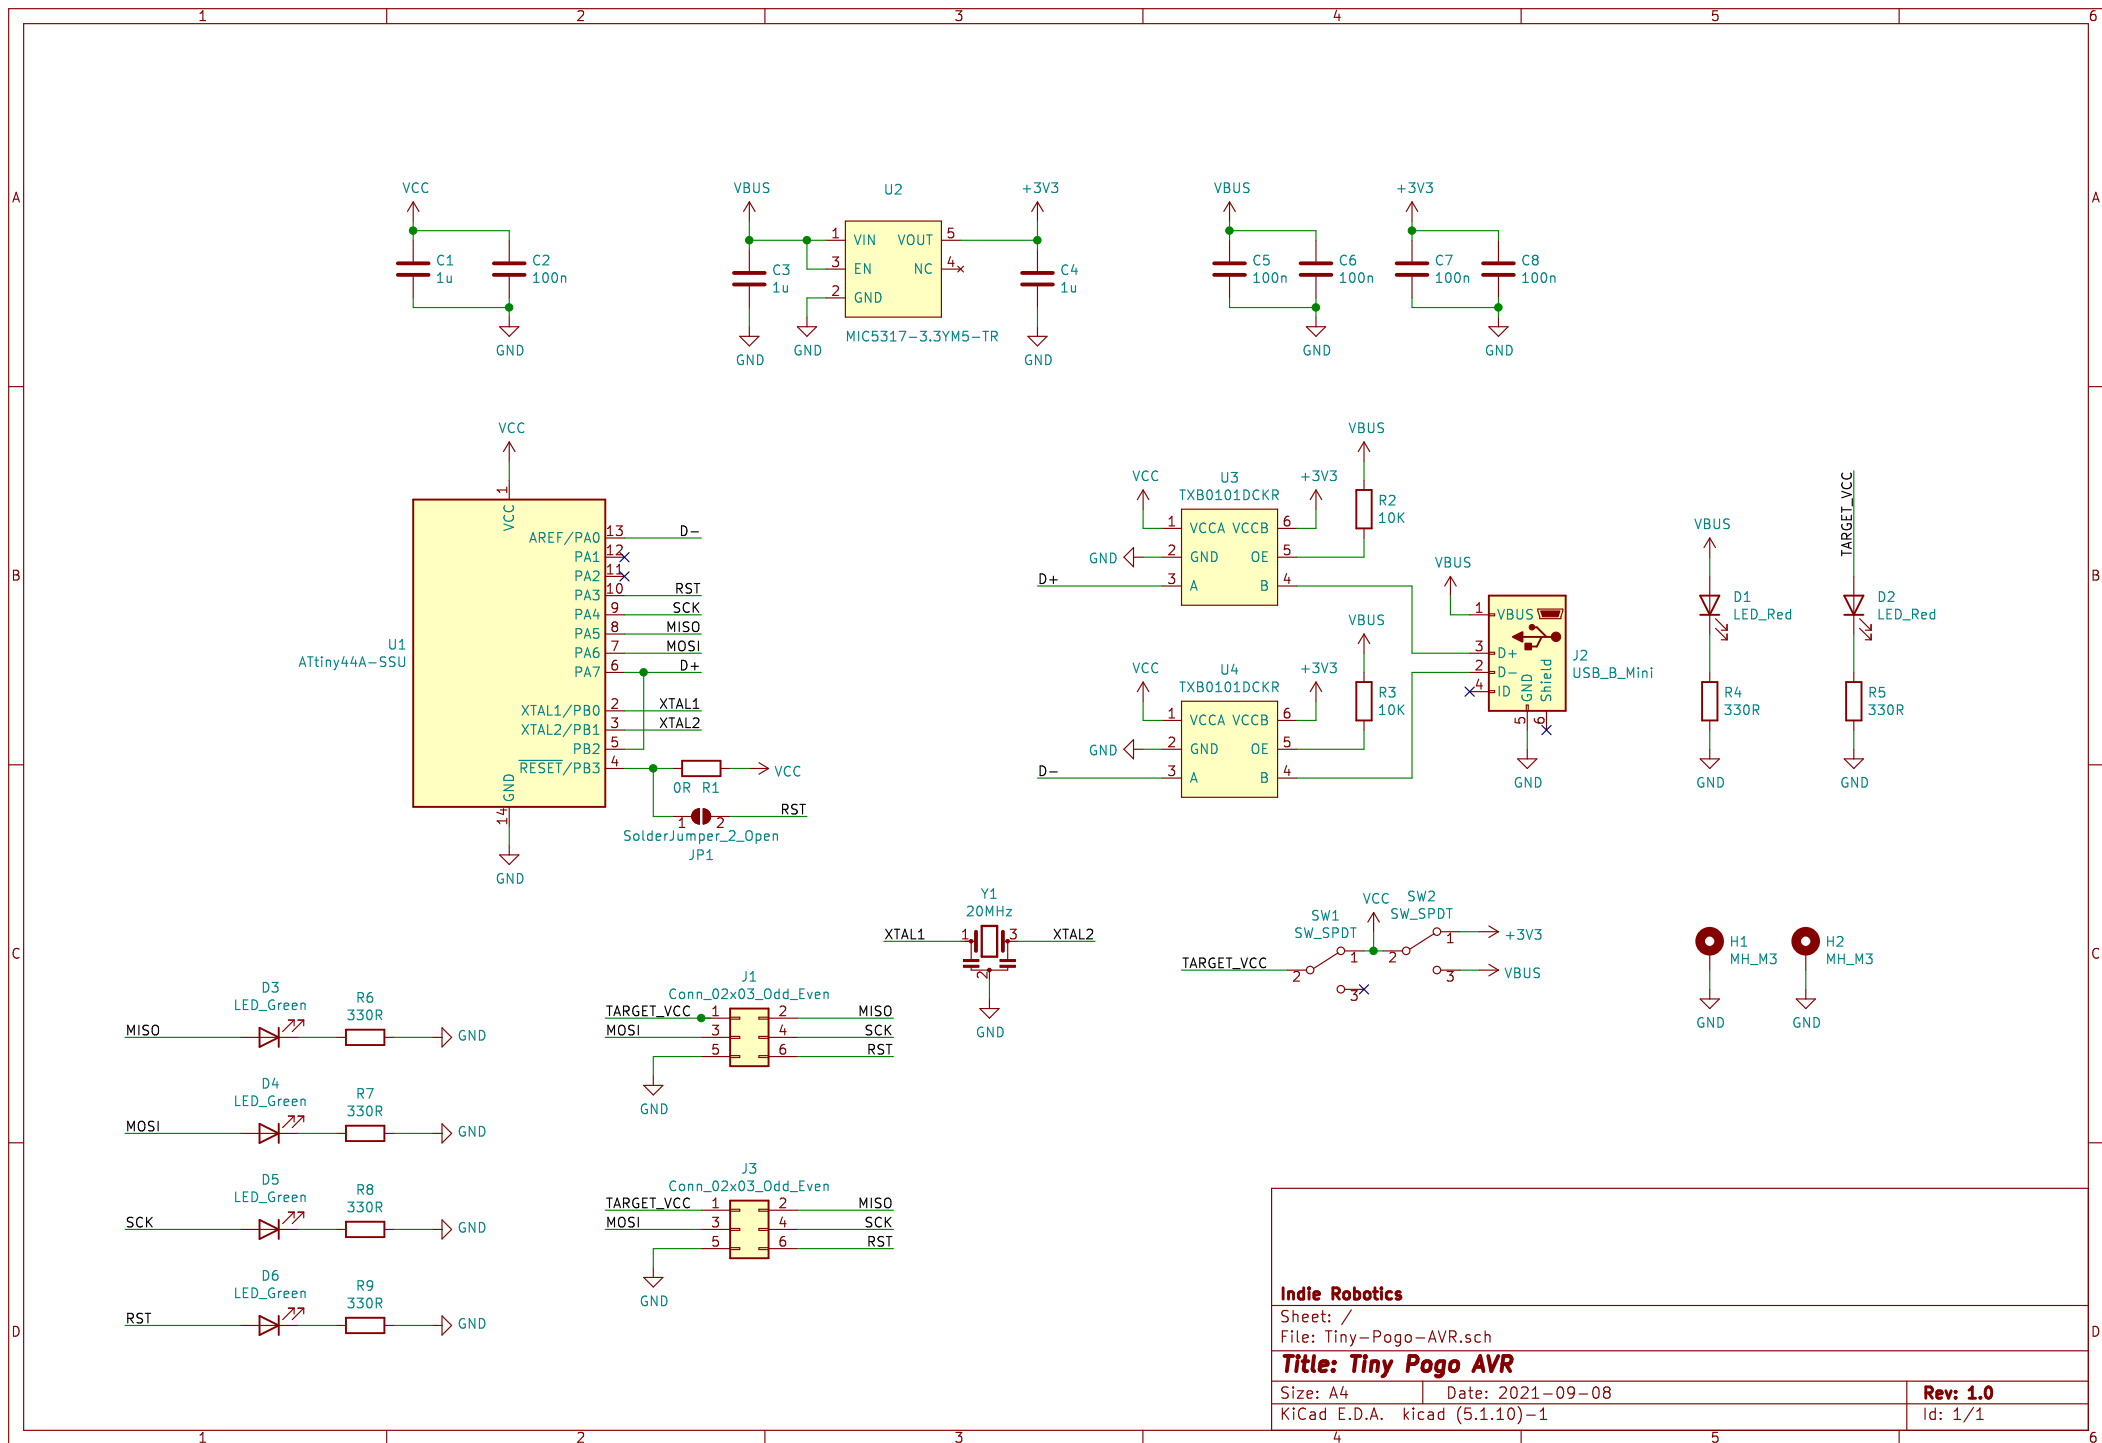 1 2 3 4 5 6
A A
VCC
C1
1u
C2
100n
GND
VBUS
U2
+3V3
1 VIN VOUT 5
3 EN NC 4
2 GND
C3
1u
C4
1u
MIC5317-3.3YM5-TR
GND
GND
GND
VBUS
C5
100n
C6
100n
GND
+3V3
C7
100n
C8
100n
GND
B B
VCC
1
VCC
AREF/PA0 13 D-
PA1 12
PA2 11
PA3 10 RST
PA4 9 SCK
PA5 8 MISO
PA6 7 MOSI
PA7 6 D+
XTAL1/PB0 2 XTAL1
XTAL2/PB1 3 XTAL2
PB2 5
RESET/PB3 4
U1
ATtiny44A-SSU
GND
14
GND
0R R1
VCC
1 2 RST
SolderJumper_2_Open
JP1
VCC
U3
TXB0101DCKR
+3V3
VBUS
R2
10K
1 VCCA VCCB 6
GND 2 GND OE 5
D+ 3 A B 4
VCC
U4
TXB0101DCKR
+3V3
VBUS
R3
10K
1 VCCA VCCB 6
GND 2 GND OE 5
D- 3 A B 4
VBUS
1 VBUS
3 D+
2 D-
4 ID
GND
Shield
5 6
J2
USB_B_Mini
GND
VBUS
D1
LED_Red
R4
330R
GND
TARGET_VCC
D2
LED_Red
R5
330R
GND
C C
Y1
20MHz
XTAL1 1 3 XTAL2
2
GND
TARGET_VCC 2
SW1
SW_SPDT
1
3
VCC
SW2
SW_SPDT
2
1 +3V3
3 VBUS
H1
MH_M3
GND
H2
MH_M3
GND
MISO
D3
LED_Green
R6
330R
GND
MOSI
D4
LED_Green
R7
330R
GND
SCK
D5
LED_Green
R8
330R
GND
RST
D6
LED_Green
R9
330R
GND
J1
Conn_02x03_Odd_Even
TARGET_VCC 1 2 MISO
MOSI 3 4 SCK
5 6 RST
GND
J3
Conn_02x03_Odd_Even
TARGET_VCC 1 2 MISO
MOSI 3 4 SCK
5 6 RST
GND
D D
Indie Robotics
Sheet: /
File: Tiny-Pogo-AVR.sch
Title: Tiny Pogo AVR
Size: A4 Date: 2021-09-08 Rev: 1.0
KiCad E.D.A. kicad (5.1.10)-1 Id: 1/1
1 2 3 4 5 6